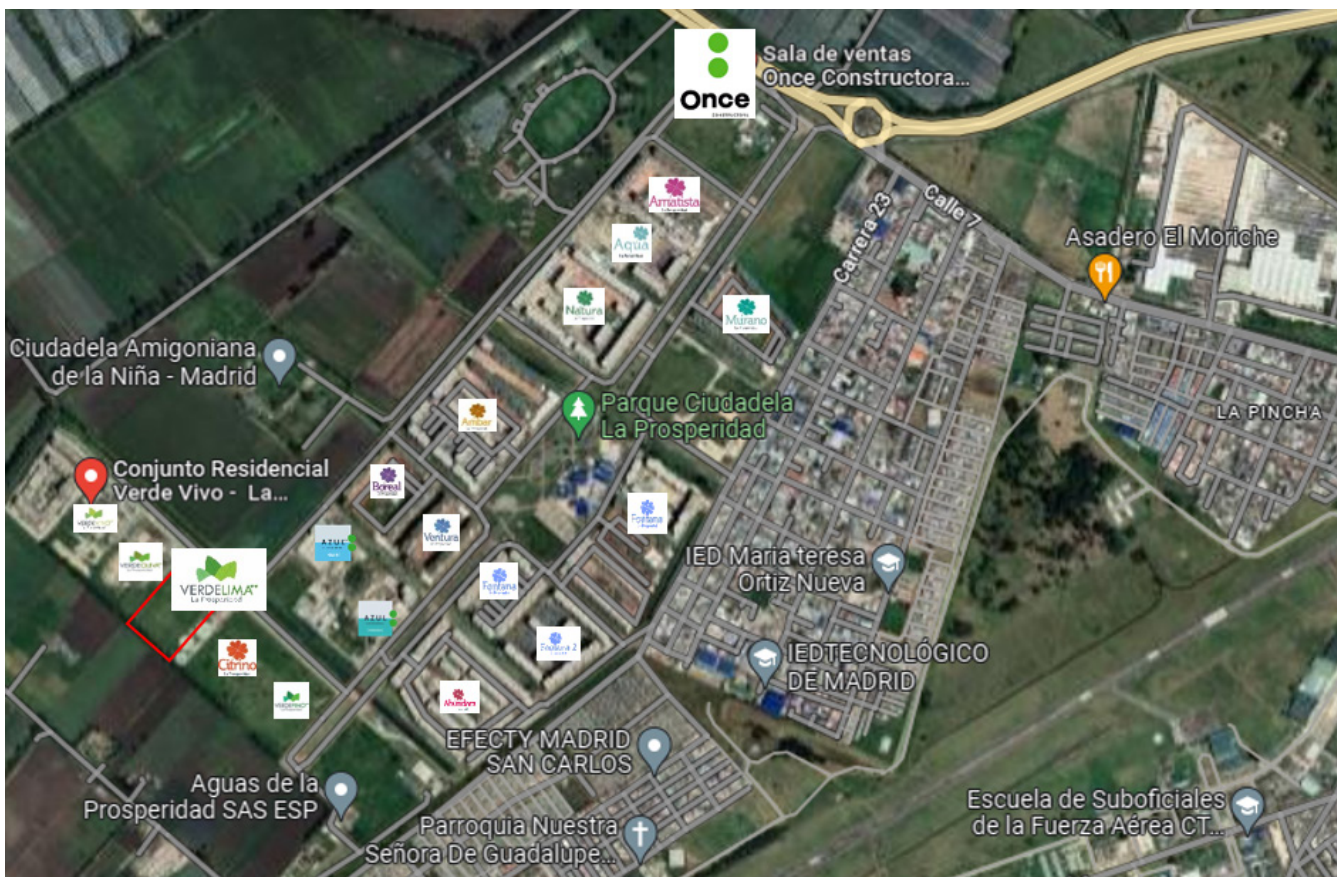 Sala de ventas
Once Constructora...
Once
Amatista
Aqua
Natura
Murano
Carrera 23
Calle 7
Asadero El Moriche
LA PINCHA
Ciudadela Amigoniana
de la Niña - Madrid
Parque Ciudadela
La Prosperidad
Ambar
Conjunto Residencial
Verde Vivo - La...
Boreal
Ventura
Fontana
AZUL
VERDELIMA
La Prosperidad
Fontana
IED Maria teresa
Ortiz Nueva
AZUL
Citrino
IEDTECNOLÓGICO
DE MADRID
EFECTY MADRID
SAN CARLOS
Aguas de la
Prosperidad SAS ESP
Parroquia Nuestra
Señora De Guadalupe...
Escuela de Suboficiales
de la Fuerza Aérea CT...